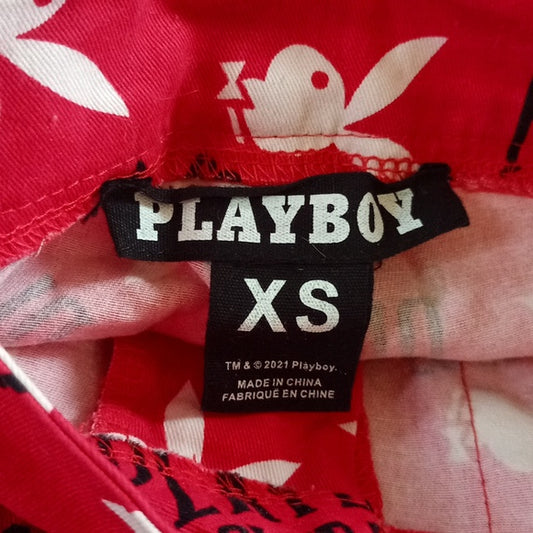 PLAYBOY
XS
TM & © 2021 Playboy.
MADE IN CHINA
FABRIQUÉ EN CHINE